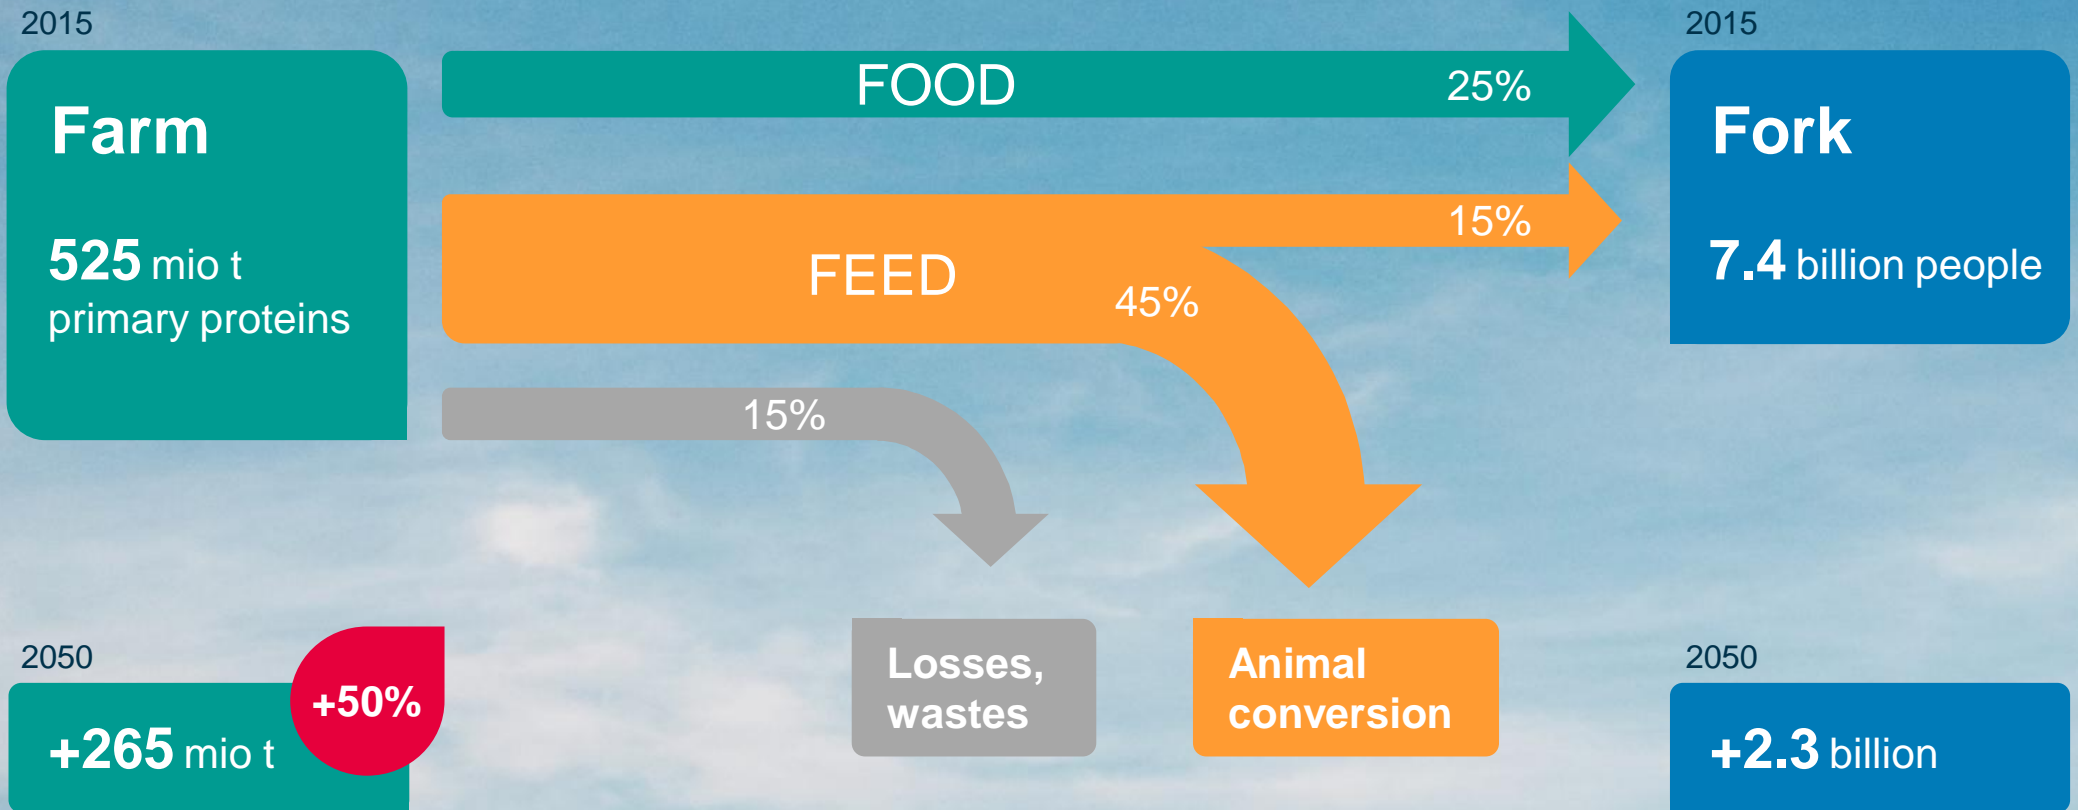 2015
Farm
525 mio t
primary proteins
FOOD
25%
FEED
15%
45%
15%
2015
Fork
7.4 billion people
Losses,
wastes
Animal
conversion
2050
+50%
+265 mio t
2050
+2.3 billion